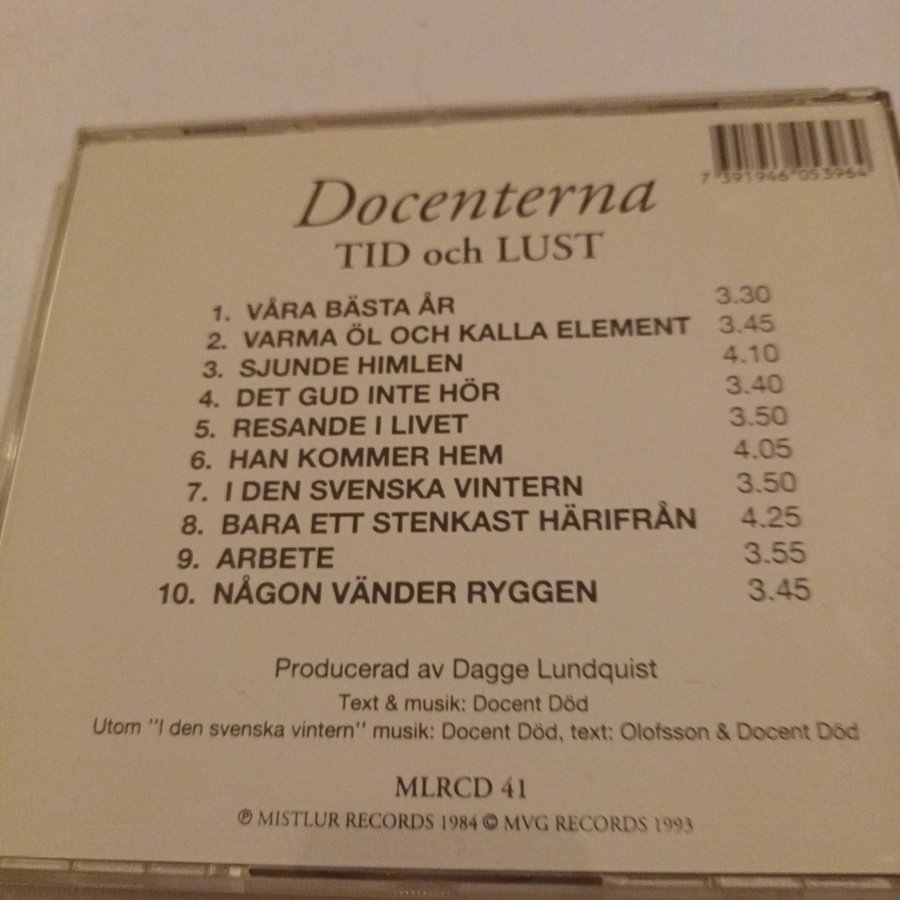 7 391946 053964
Docenterna
TID och LUST
1. VÅRA BÄSTA ÅR 3.30
2. VARMA ÖL OCH KALLA ELEMENT 3.45
3. SJUNDE HIMLEN 4.10
4. DET GUD INTE HÖR 3.40
5. RESANDE I LIVET 3.50
6. HAN KOMMER HEM 4.05
7. I DEN SVENSKA VINTERN 3.50
8. BARA ETT STENKAST HÄRIFRÅN 4.25
9. ARBETE 3.55
10. NÅGON VÄNDER RYGGEN 3.45
Producerad av Dagge Lundquist
Text & musik: Docent Död
Utom "I den svenska vintern" musik: Docent Död, text: Olofsson & Docent Död
MLRCD 41
℗ MISTLUR RECORDS 1984 © MVG RECORDS 1993